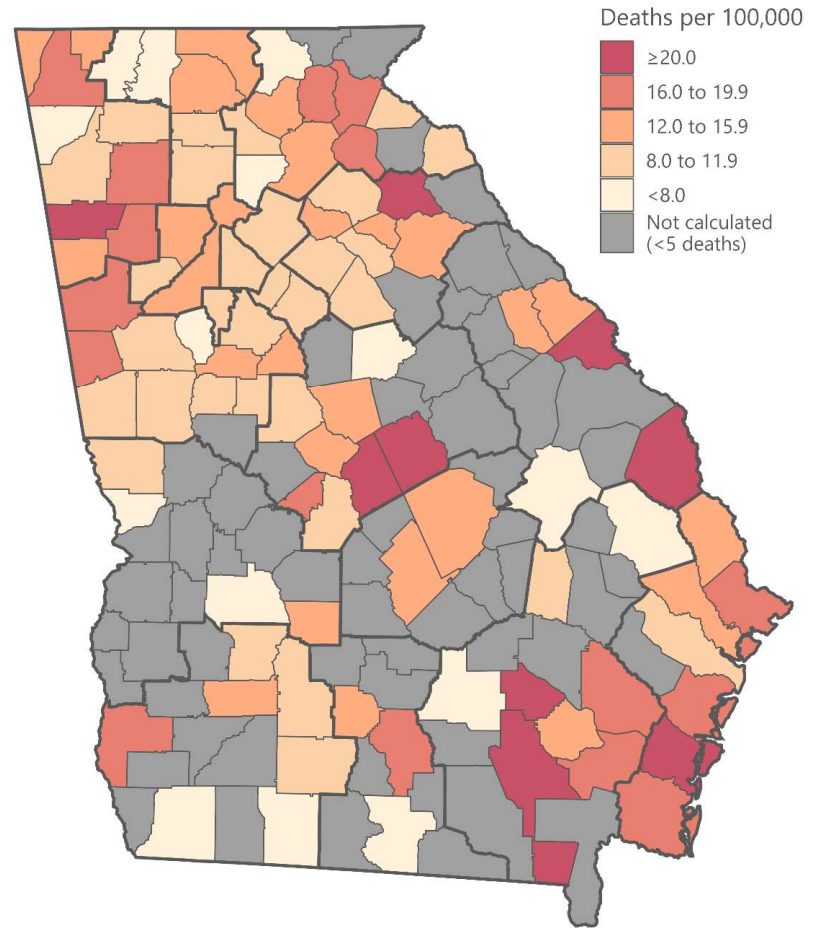 Deaths per 100,000
≥20.0
16.0 to 19.9
12.0 to 15.9
8.0 to 11.9
<8.0
Not calculated
(<5 deaths)